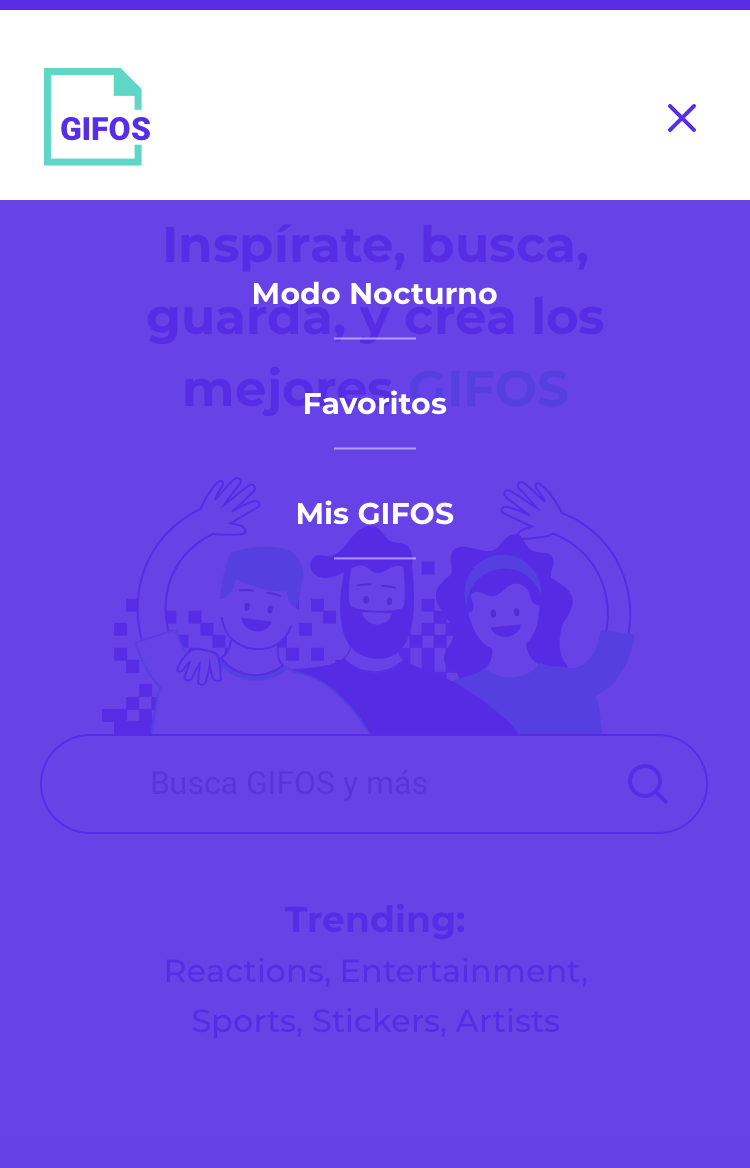 GIFOS
Inspírate, busca,
Modo Nocturno
guarda, y crea los
mejores GIFOS
Favoritos
Mis GIFOS
Busca GIFOS y más
Trending:
Reactions, Entertainment,
Sports, Stickers, Artists